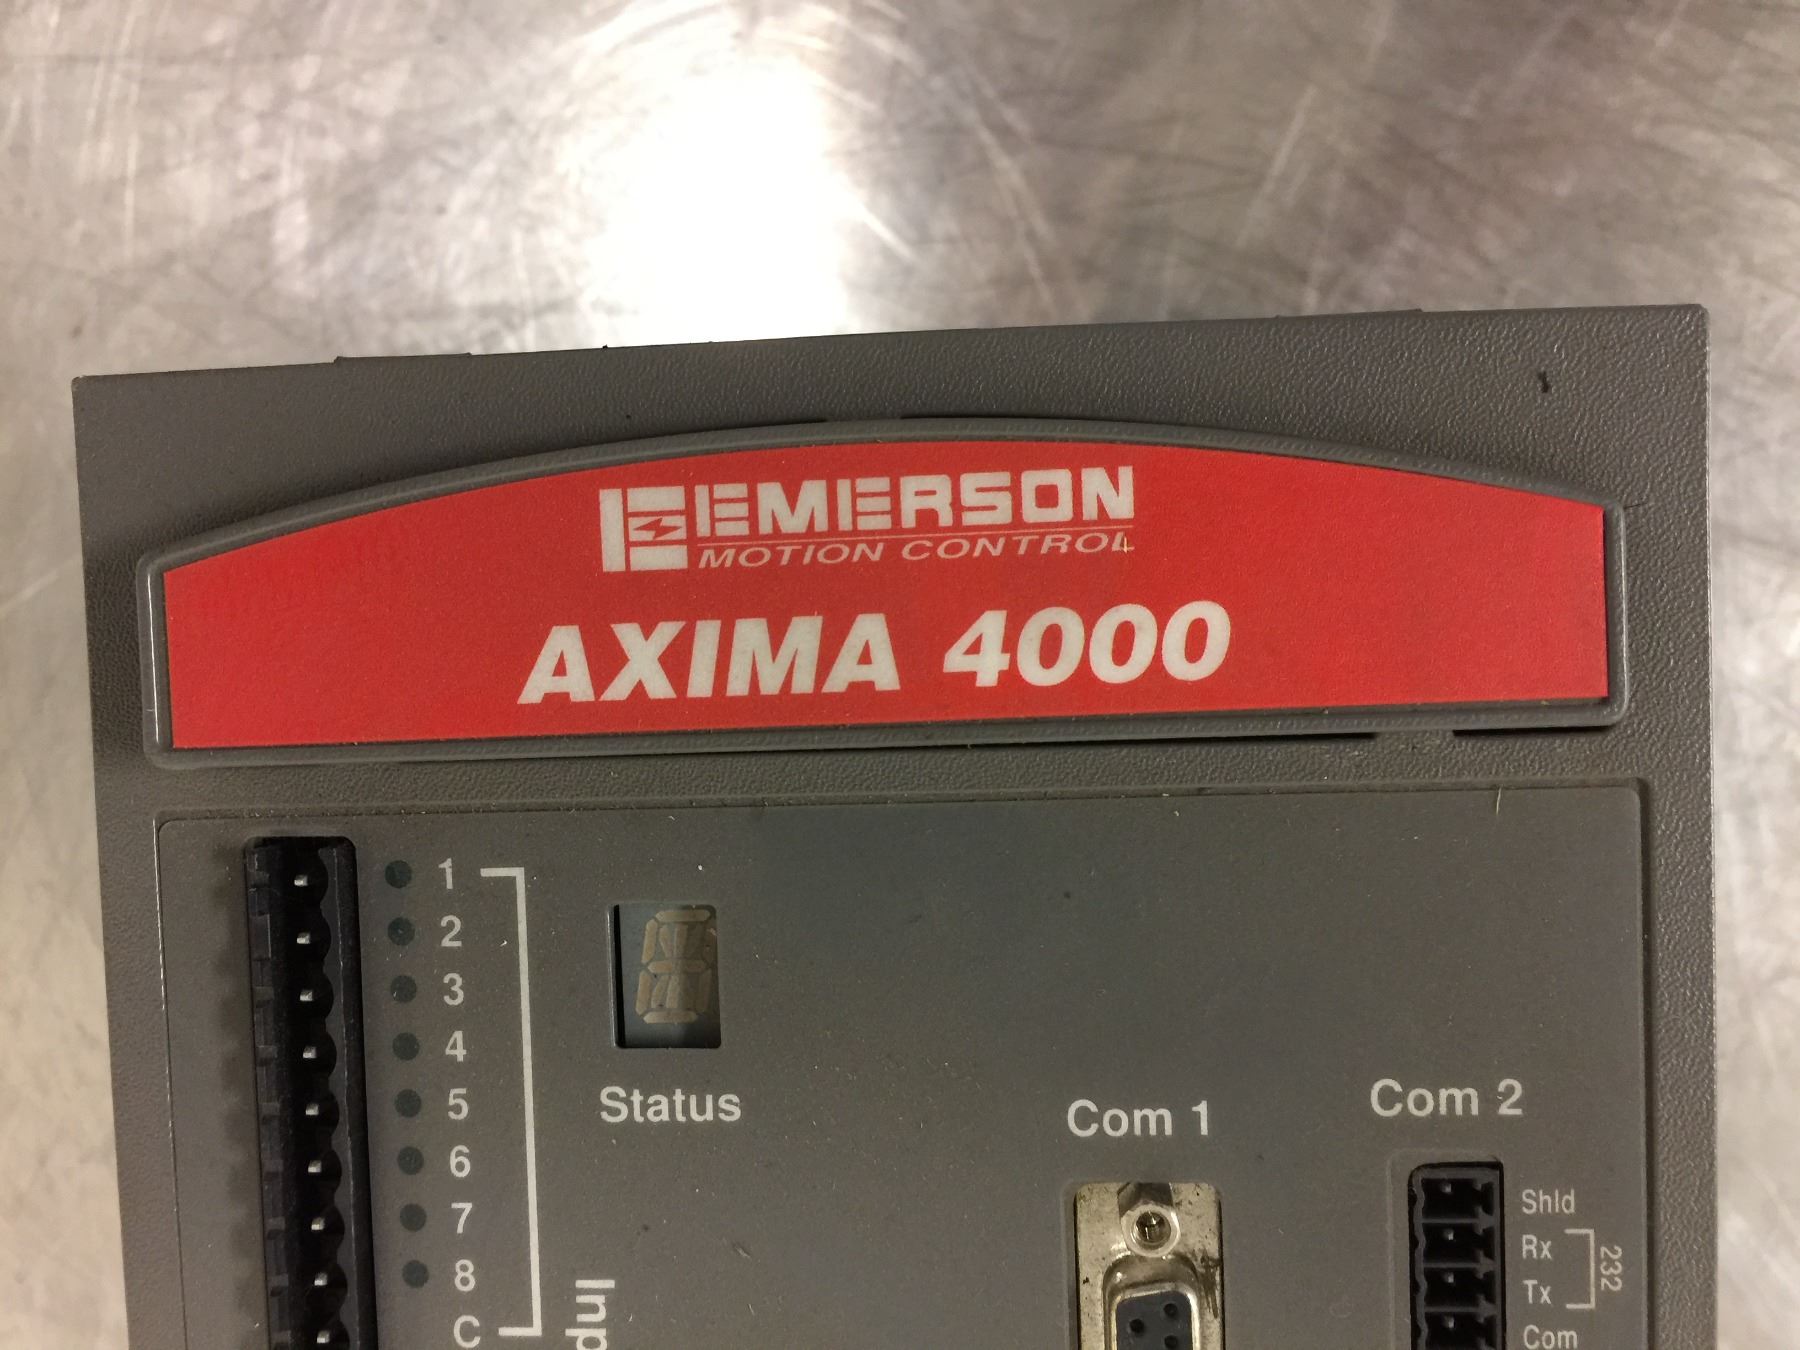 EMERSON
MOTION CONTROL
AXIMA 4000
1
2
3
4
5
6
7
8
C
Inp
Status
Com 1
Com 2
Shld
Rx
Tx
232
Com